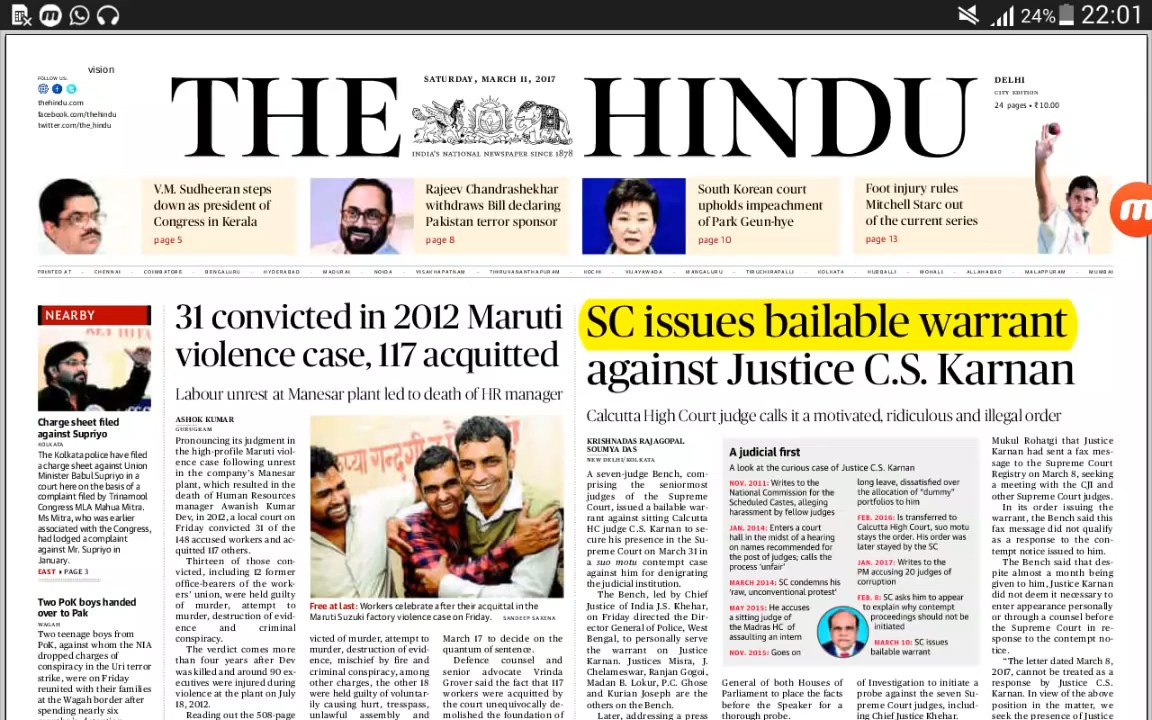 24%
22:01
vision
FOLLOW US:
thehindu.com
facebook.com/thehindu
twitter.com/the_hindu
THE HINDU
SATURDAY, MARCH 11, 2017
INDIA'S NATIONAL NEWSPAPER SINCE 1878
DELHI
CITY EDITION
24 pages • ₹10.00
V.M. Sudheeran steps
down as president of
Congress in Kerala
page 5
Rajeev Chandrashekhar
withdraws Bill declaring
Pakistan terror sponsor
page 8
South Korean court
upholds impeachment
of Park Geun-hye
page 10
Foot injury rules
Mitchell Starc out
of the current series
page 13
PRINTED AT · CHENNAI · COIMBATORE · BENGALURU · HYDERABAD · MADURAI · NOIDA · VISAKHAPATNAM · THIRUVANANTHAPURAM · KOCHI · VIJAYAWADA · MANGALURU · TIRUCHIRAPALLI · KOLKATA · HUBBALLI · MOHALI · ALLAHABAD · MALAPPURAM · MUMBAI
NEARBY
Charge sheet filed
against Supriyo
KOLKATA
The Kolkata police have filed
a charge sheet against Union
Minister Babul Supriyo in a
court here on the basis of a
complaint filed by Trinamool
Congress MLA Mahua Mitra.
Ms Mitra, who was earlier
associated with the Congress,
had lodged a complaint
against Mr. Supriyo in
January.
EAST ▸ PAGE 3
Two PoK boys handed
over to Pak
WAGAH
Two teenage boys from
PoK, against whom the NIA
dropped charges of
conspiracy in the Uri terror
strike, were on Friday
reunited with their families
at the Wagah border after
spending nearly six
31 convicted in 2012 Maruti
violence case, 117 acquitted
Labour unrest at Manesar plant led to death of HR manager
ASHOK KUMAR
GURUGRAM
Pronouncing its judgment in
the high-profile Maruti viol-
ence case following unrest
in the company's Manesar
plant, which resulted in the
death of Human Resources
manager Awanish Kumar
Dev, in 2012, a local court on
Friday convicted 31 of the
148 accused workers and ac-
quitted 117 others.
Thirteen of those con-
victed, including 12 former
office-bearers of the work-
ers' union, were held guilty
of murder, attempt to
murder, destruction of evid-
ence and criminal
conspiracy.
The verdict comes more
than four years after Dev
was killed and around 90 ex-
ecutives were injured during
violence at the plant on July
18, 2012.
Reading out the 508-page
Free at last: Workers celebrate after their acquittal in the
Maruti Suzuki factory violence case on Friday. SANDEEP SAXENA
victed of murder, attempt to
murder, destruction of evid-
ence, mischief by fire and
criminal conspiracy, among
other charges, the other 18
were held guilty of voluntar-
ily causing hurt, tresspass,
unlawful assembly and
March 17 to decide on the
quantum of sentence.
Defence counsel and
senior advocate Vrinda
Grover said the fact that 117
workers were acquitted by
the court unequivocally de-
molished the foundation of
SC issues bailable warrant
against Justice C.S. Karnan
Calcutta High Court judge calls it a motivated, ridiculous and illegal order
KRISHNADAS RAJAGOPAL
SOUMYA DAS
NEW DELHI/KOLKATA
A seven-judge Bench, com-
prising the seniormost
judges of the Supreme
Court, issued a bailable war-
rant against sitting Calcutta
HC judge C.S. Karnan to se-
cure his presence in the Su-
preme Court on March 31 in
a suo motu contempt case
against him for denigrating
the judicial institution.
The Bench, led by Chief
Justice of India J.S. Khehar,
on Friday directed the Dir-
ector General of Police, West
Bengal, to personally serve
the warrant on Justice
Karnan. Justices Misra, J.
Chelameswar, Ranjan Gogoi,
Madan B. Lokur, P.C. Ghose
and Kurian Joseph are the
others on the Bench.
Later, addressing a press
A judicial first
A look at the curious case of Justice C.S. Karnan
NOV. 2011: Writes to the
National Commission for the
Scheduled Castes, alleging
harassment by fellow judges
JAN. 2014: Enters a court
hall in the midst of a hearing
on names recommended for
the post of judges; calls the
process 'unfair'
MARCH 2014: SC condemns his
'raw, unconventional protest'
MAY 2015: He accuses
a sitting judge of
the Madras HC of
assaulting an intern
NOV. 2015: Goes on
long leave, dissatisfied over
the allocation of "dummy"
portfolios to him
FEB. 2016: Is transferred to
Calcutta High Court, suo motu
stays the order. His order was
later stayed by the SC
JAN. 2017: Writes to the
PM accusing 20 judges of
corruption
FEB. 8: SC asks him to appear
to explain why contempt
proceedings should not be
initiated
MARCH 10: SC issues
bailable warrant
General of both Houses of
Parliament to place the facts
before the Speaker for a
thorough probe.
of Investigation to initiate a
probe against the seven Su-
preme Court judges, includ-
ing Chief Justice Khehar.
Mukul Rohatgi that Justice
Karnan had sent a fax mes-
sage to the Supreme Court
Registry on March 8, seeking
a meeting with the CJI and
other Supreme Court judges.
In its order issuing the
warrant, the Bench said this
fax message did not qualify
as a response to the con-
tempt notice issued to him.
The Bench said that des-
pite almost a month being
given to him, Justice Karnan
did not deem it necessary to
enter appearance personally
or through a counsel before
the Supreme Court in re-
sponse to the contempt no-
tice.
"The letter dated March 8,
2017, cannot be treated as a
response by Justice C.S.
Karnan. In view of the above
position in the matter, we
seek the presence of Justice